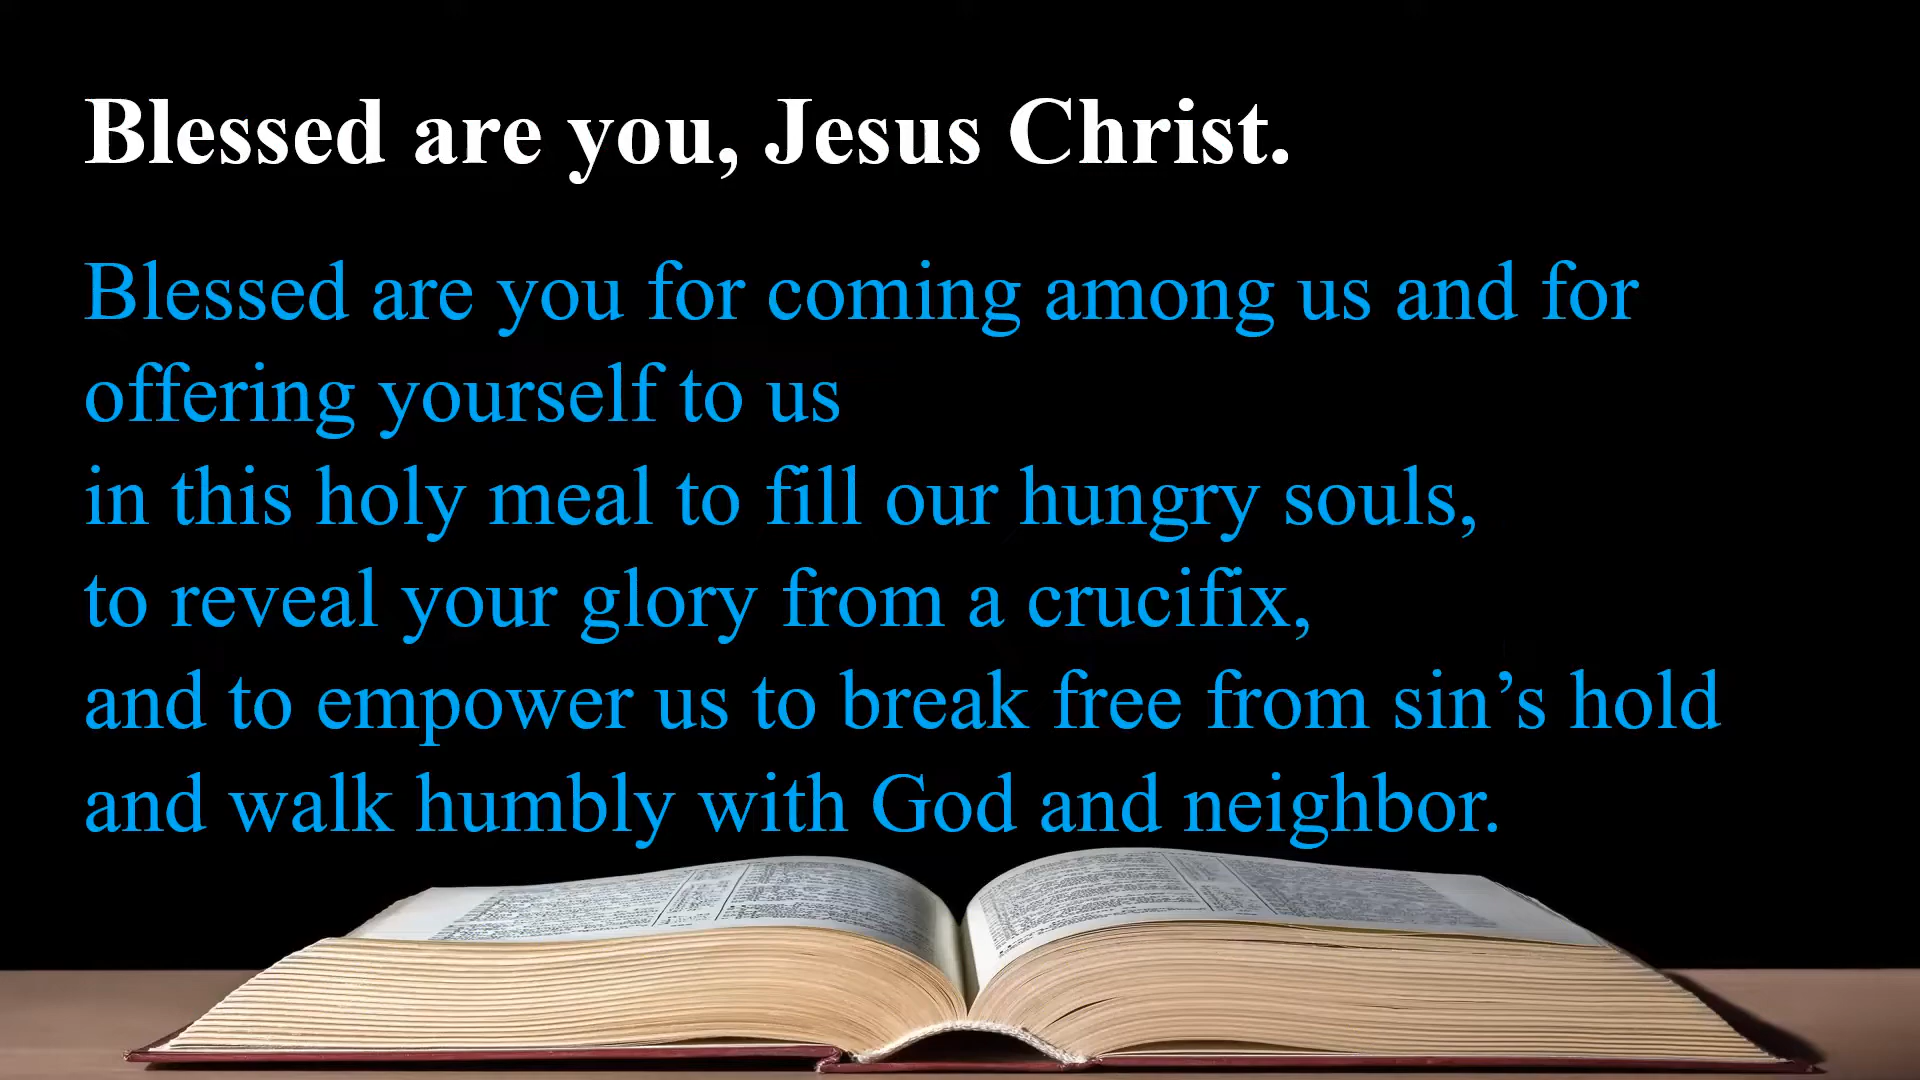 Blessed are you, Jesus Christ.
Blessed are you for coming among us and for
offering yourself to us
in this holy meal to fill our hungry souls,
to reveal your glory from a crucifix,
and to empower us to break free from sin’s hold
and walk humbly with God and neighbor.